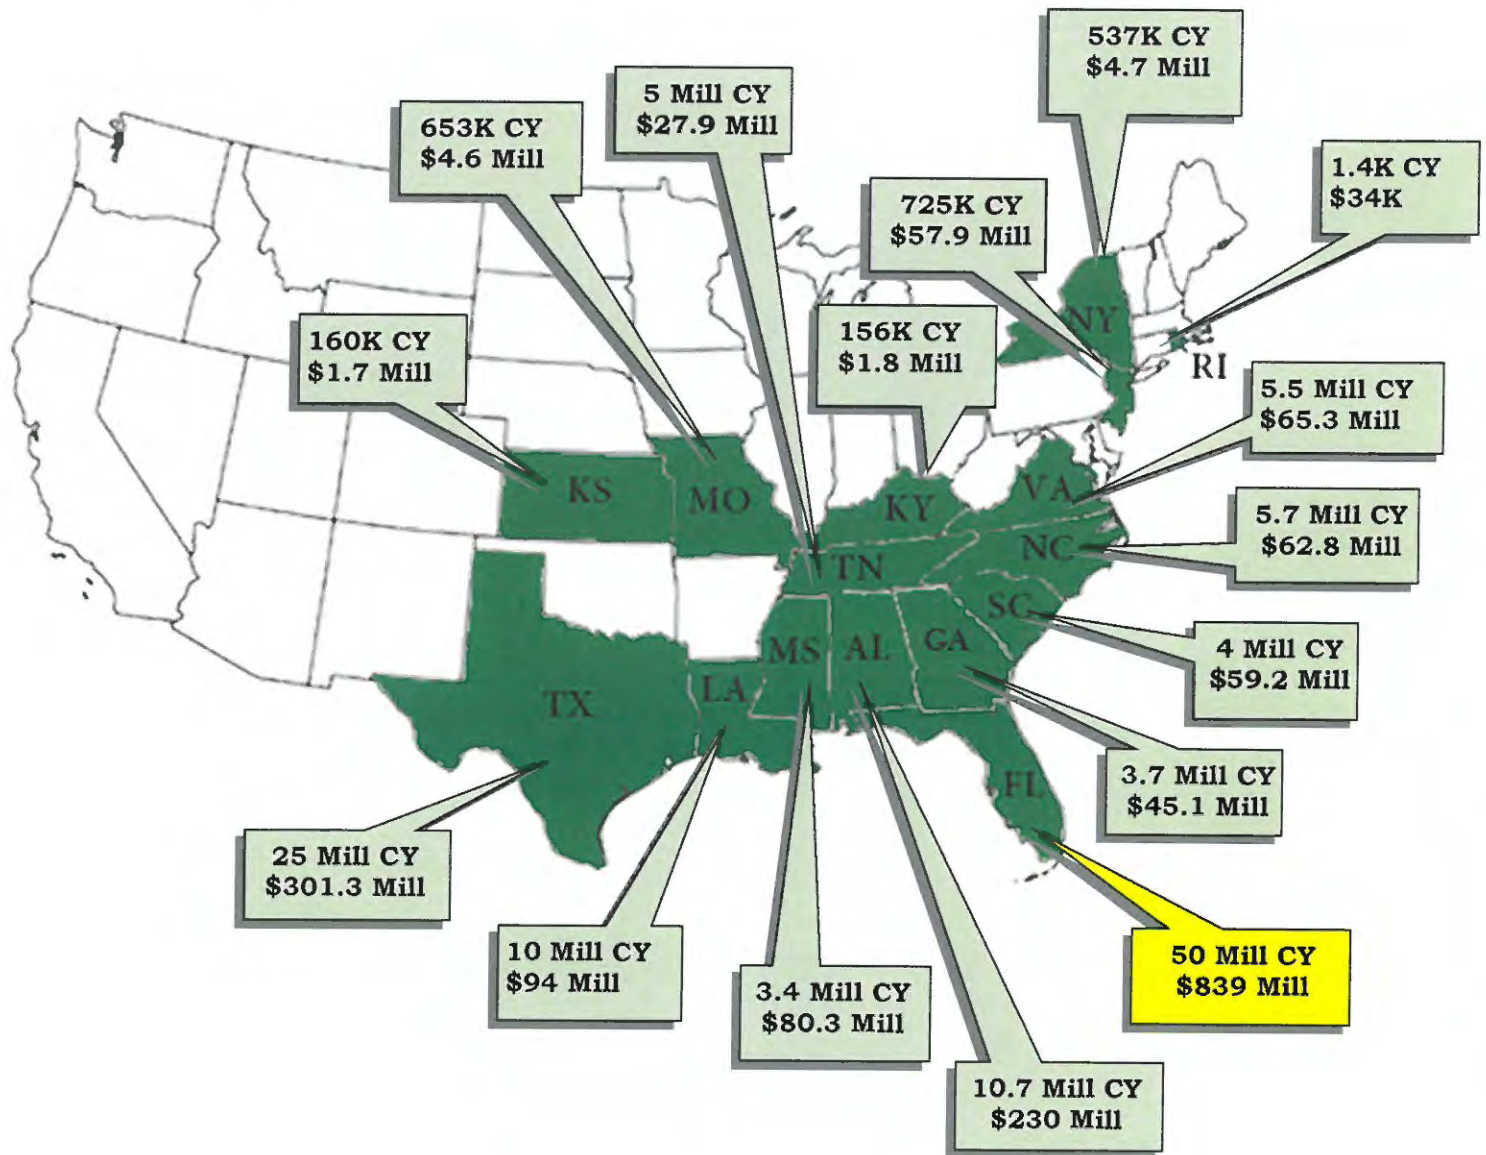 537K CY
$4.7 Mill
5 Mill CY
$27.9 Mill
653K CY
$4.6 Mill
1.4K CY
$34K
725K CY
$57.9 Mill
160K CY
$1.7 Mill
156K CY
$1.8 Mill
NY
RI
5.5 Mill CY
$65.3 Mill
KS
MO
KY
VA
5.7 Mill CY
$62.8 Mill
TN
NC
SC
MS
AL
GA
4 Mill CY
$59.2 Mill
TX
LA
FL
3.7 Mill CY
$45.1 Mill
25 Mill CY
$301.3 Mill
10 Mill CY
$94 Mill
3.4 Mill CY
$80.3 Mill
50 Mill CY
$839 Mill
10.7 Mill CY
$230 Mill